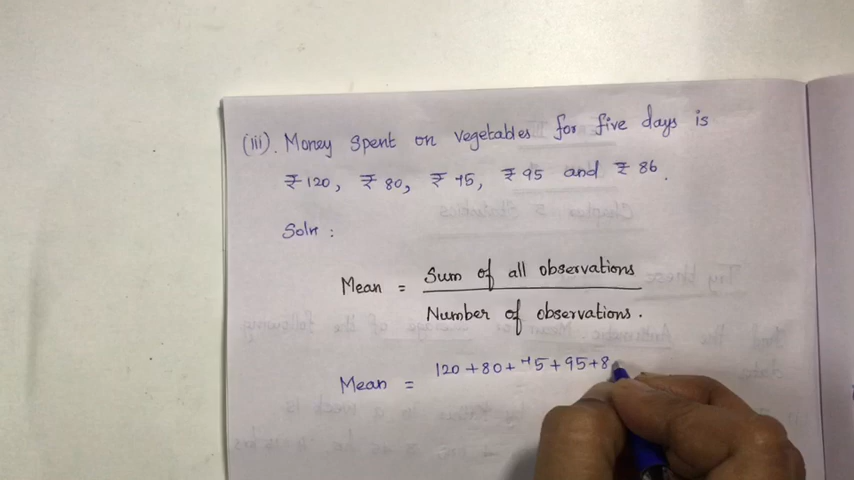 (iii). Money spent on vegetables for five days is
₹120, ₹80, ₹75, ₹95 and ₹86.
Soln :
Mean = Sum of all observations
Number of observations.
Mean = 120+80+75+95+8